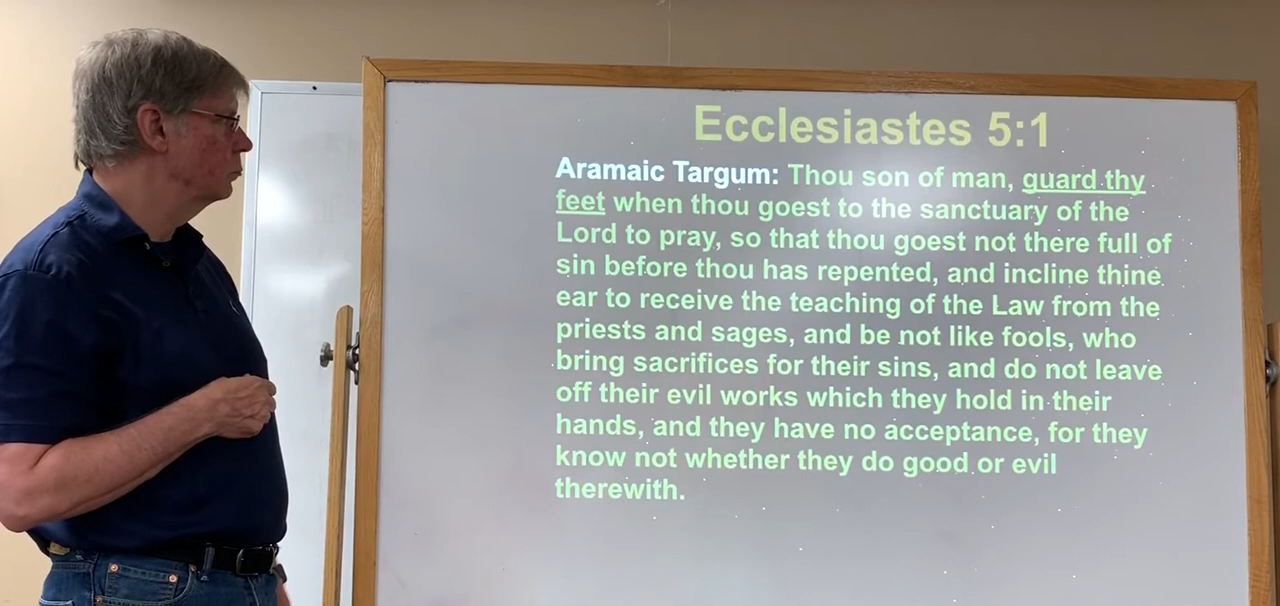 Ecclesiastes 5:1
Aramaic Targum: Thou son of man, guard thy
feet when thou goest to the sanctuary of the
Lord to pray, so that thou goest not there full of
sin before thou has repented, and incline thine
ear to receive the teaching of the Law from the
priests and sages, and be not like fools, who
bring sacrifices for their sins, and do not leave
off their evil works which they hold in their
hands, and they have no acceptance, for they
know not whether they do good or evil
therewith.